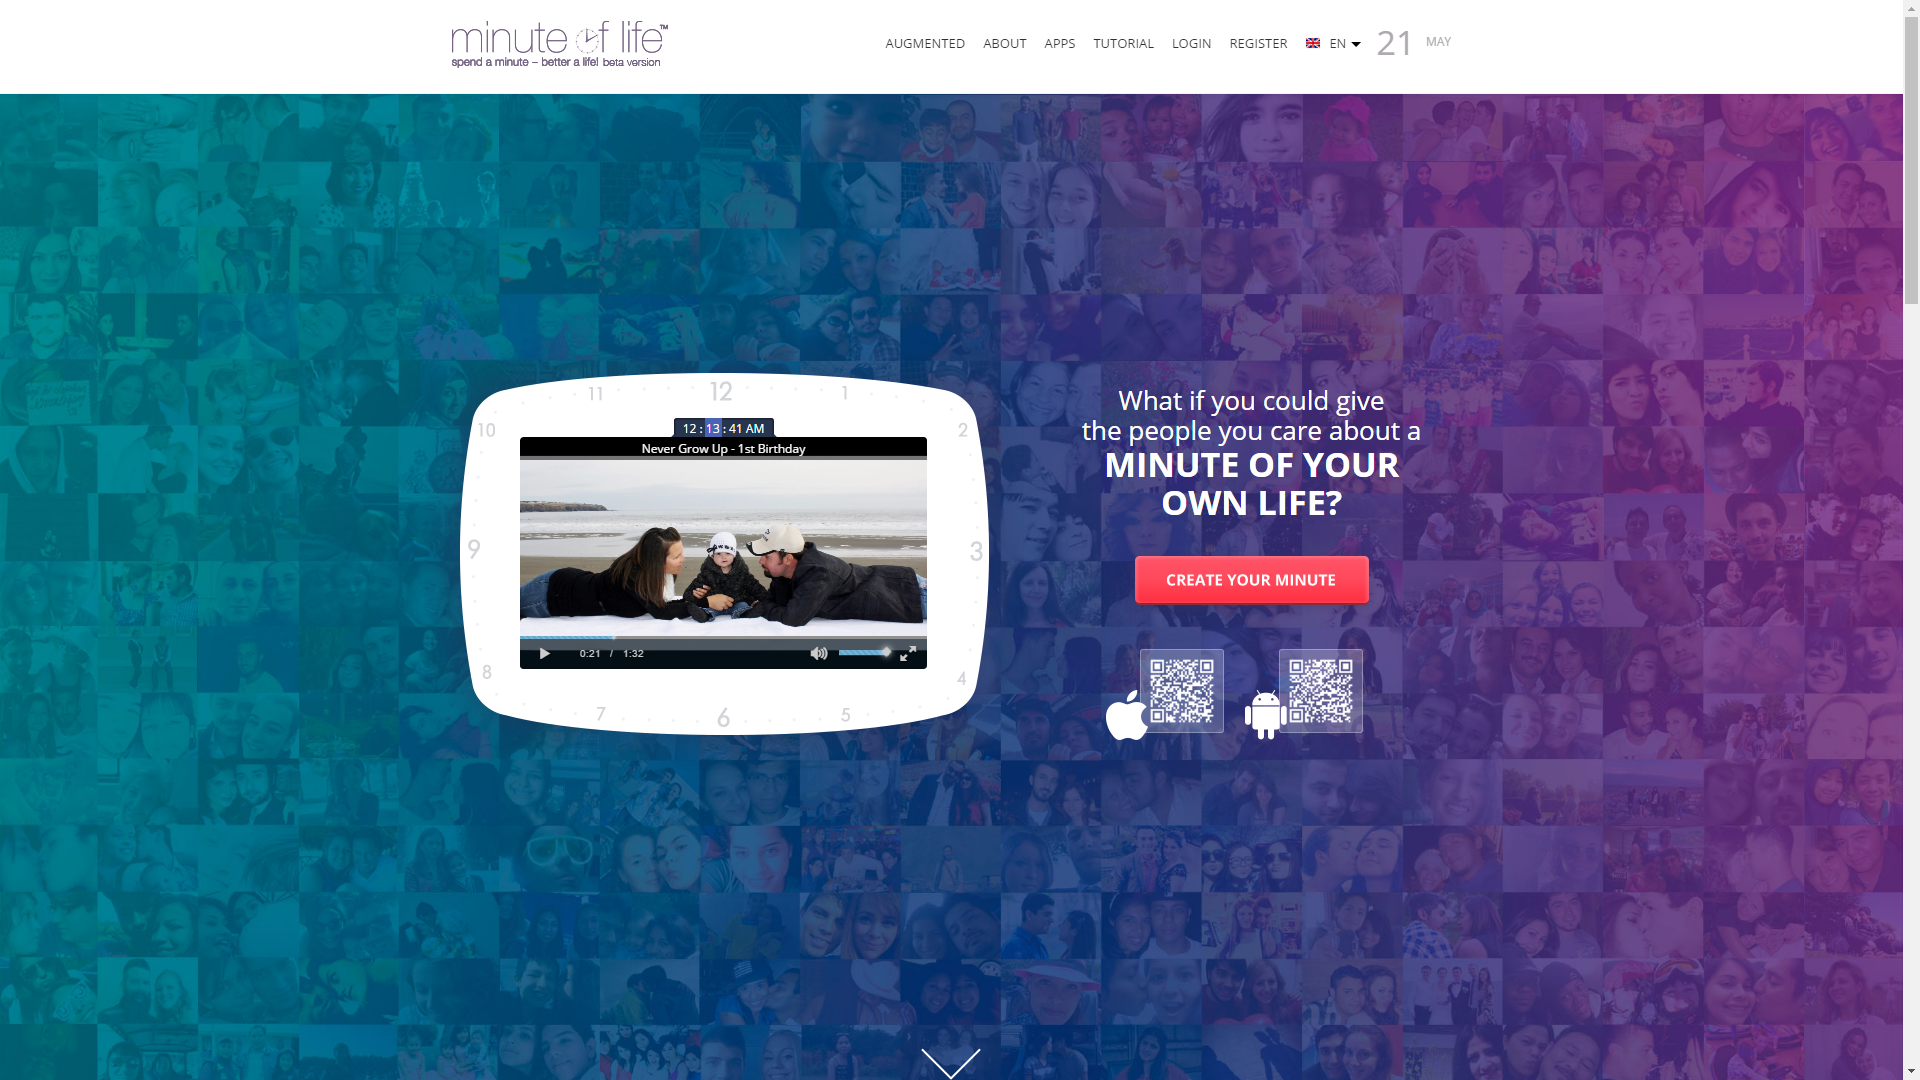 minute of life™
spend a minute – better a life! beta version
AUGMENTED ABOUT APPS TUTORIAL LOGIN REGISTER EN 21 MAY
11 12 1
10 2
12 : 13 : 41 AM
Never Grow Up - 1st Birthday
9 3
0:21 / 1:32
8 4
7 6 5
What if you could give
the people you care about a
MINUTE OF YOUR
OWN LIFE?
CREATE YOUR MINUTE